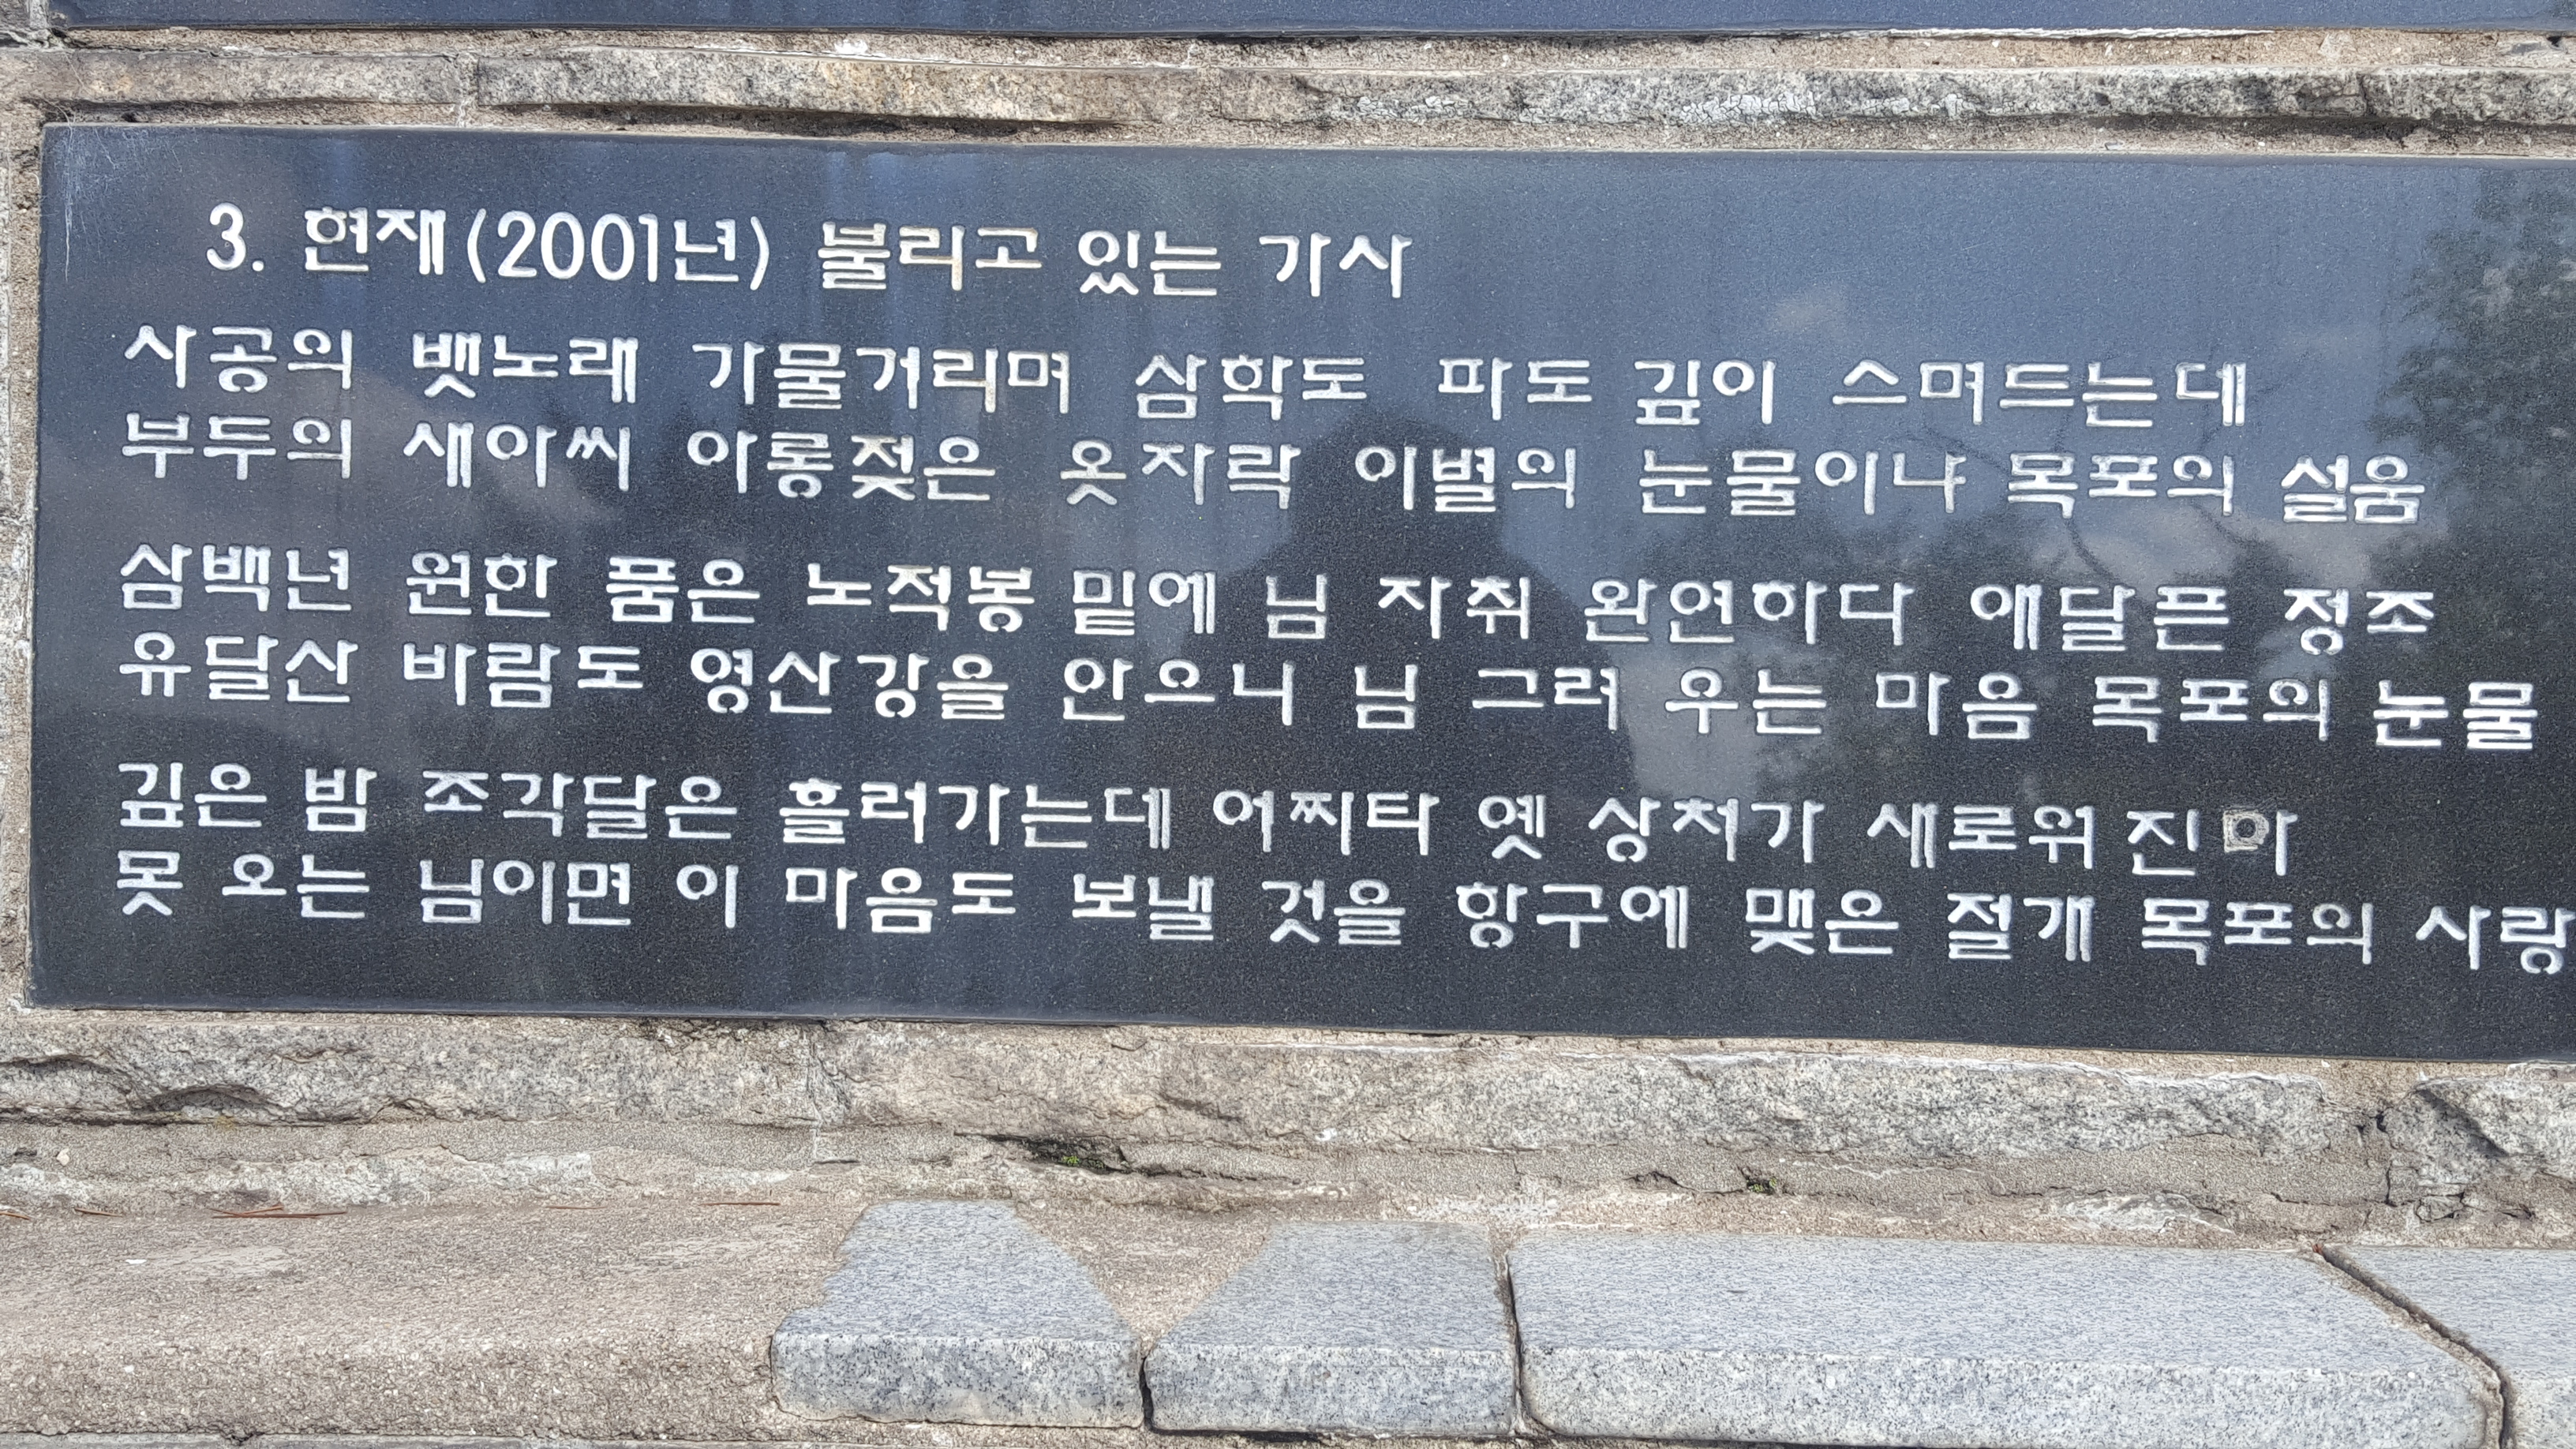 3. 현재(2001년) 불리고 있는 가사
사공의 뱃노래 가물거리며 삼학도 파도 깊이 스며드는데
부두의 새아씨 아롱젖은 옷자락 이별의 눈물이냐 목포의 설움
삼백년 원한 품은 노적봉 밑에 님 자취 완연하다 애달픈 정조
유달산 바람도 영산강을 안으니 님 그려 우는 마음 목포의 눈물
깊은 밤 조각달은 흘러가는데 어찌타 옛 상처가 새로워진아
못 오는 님이면 이 마음도 보낼 것을 항구에 맺은 절개 목포의 사랑